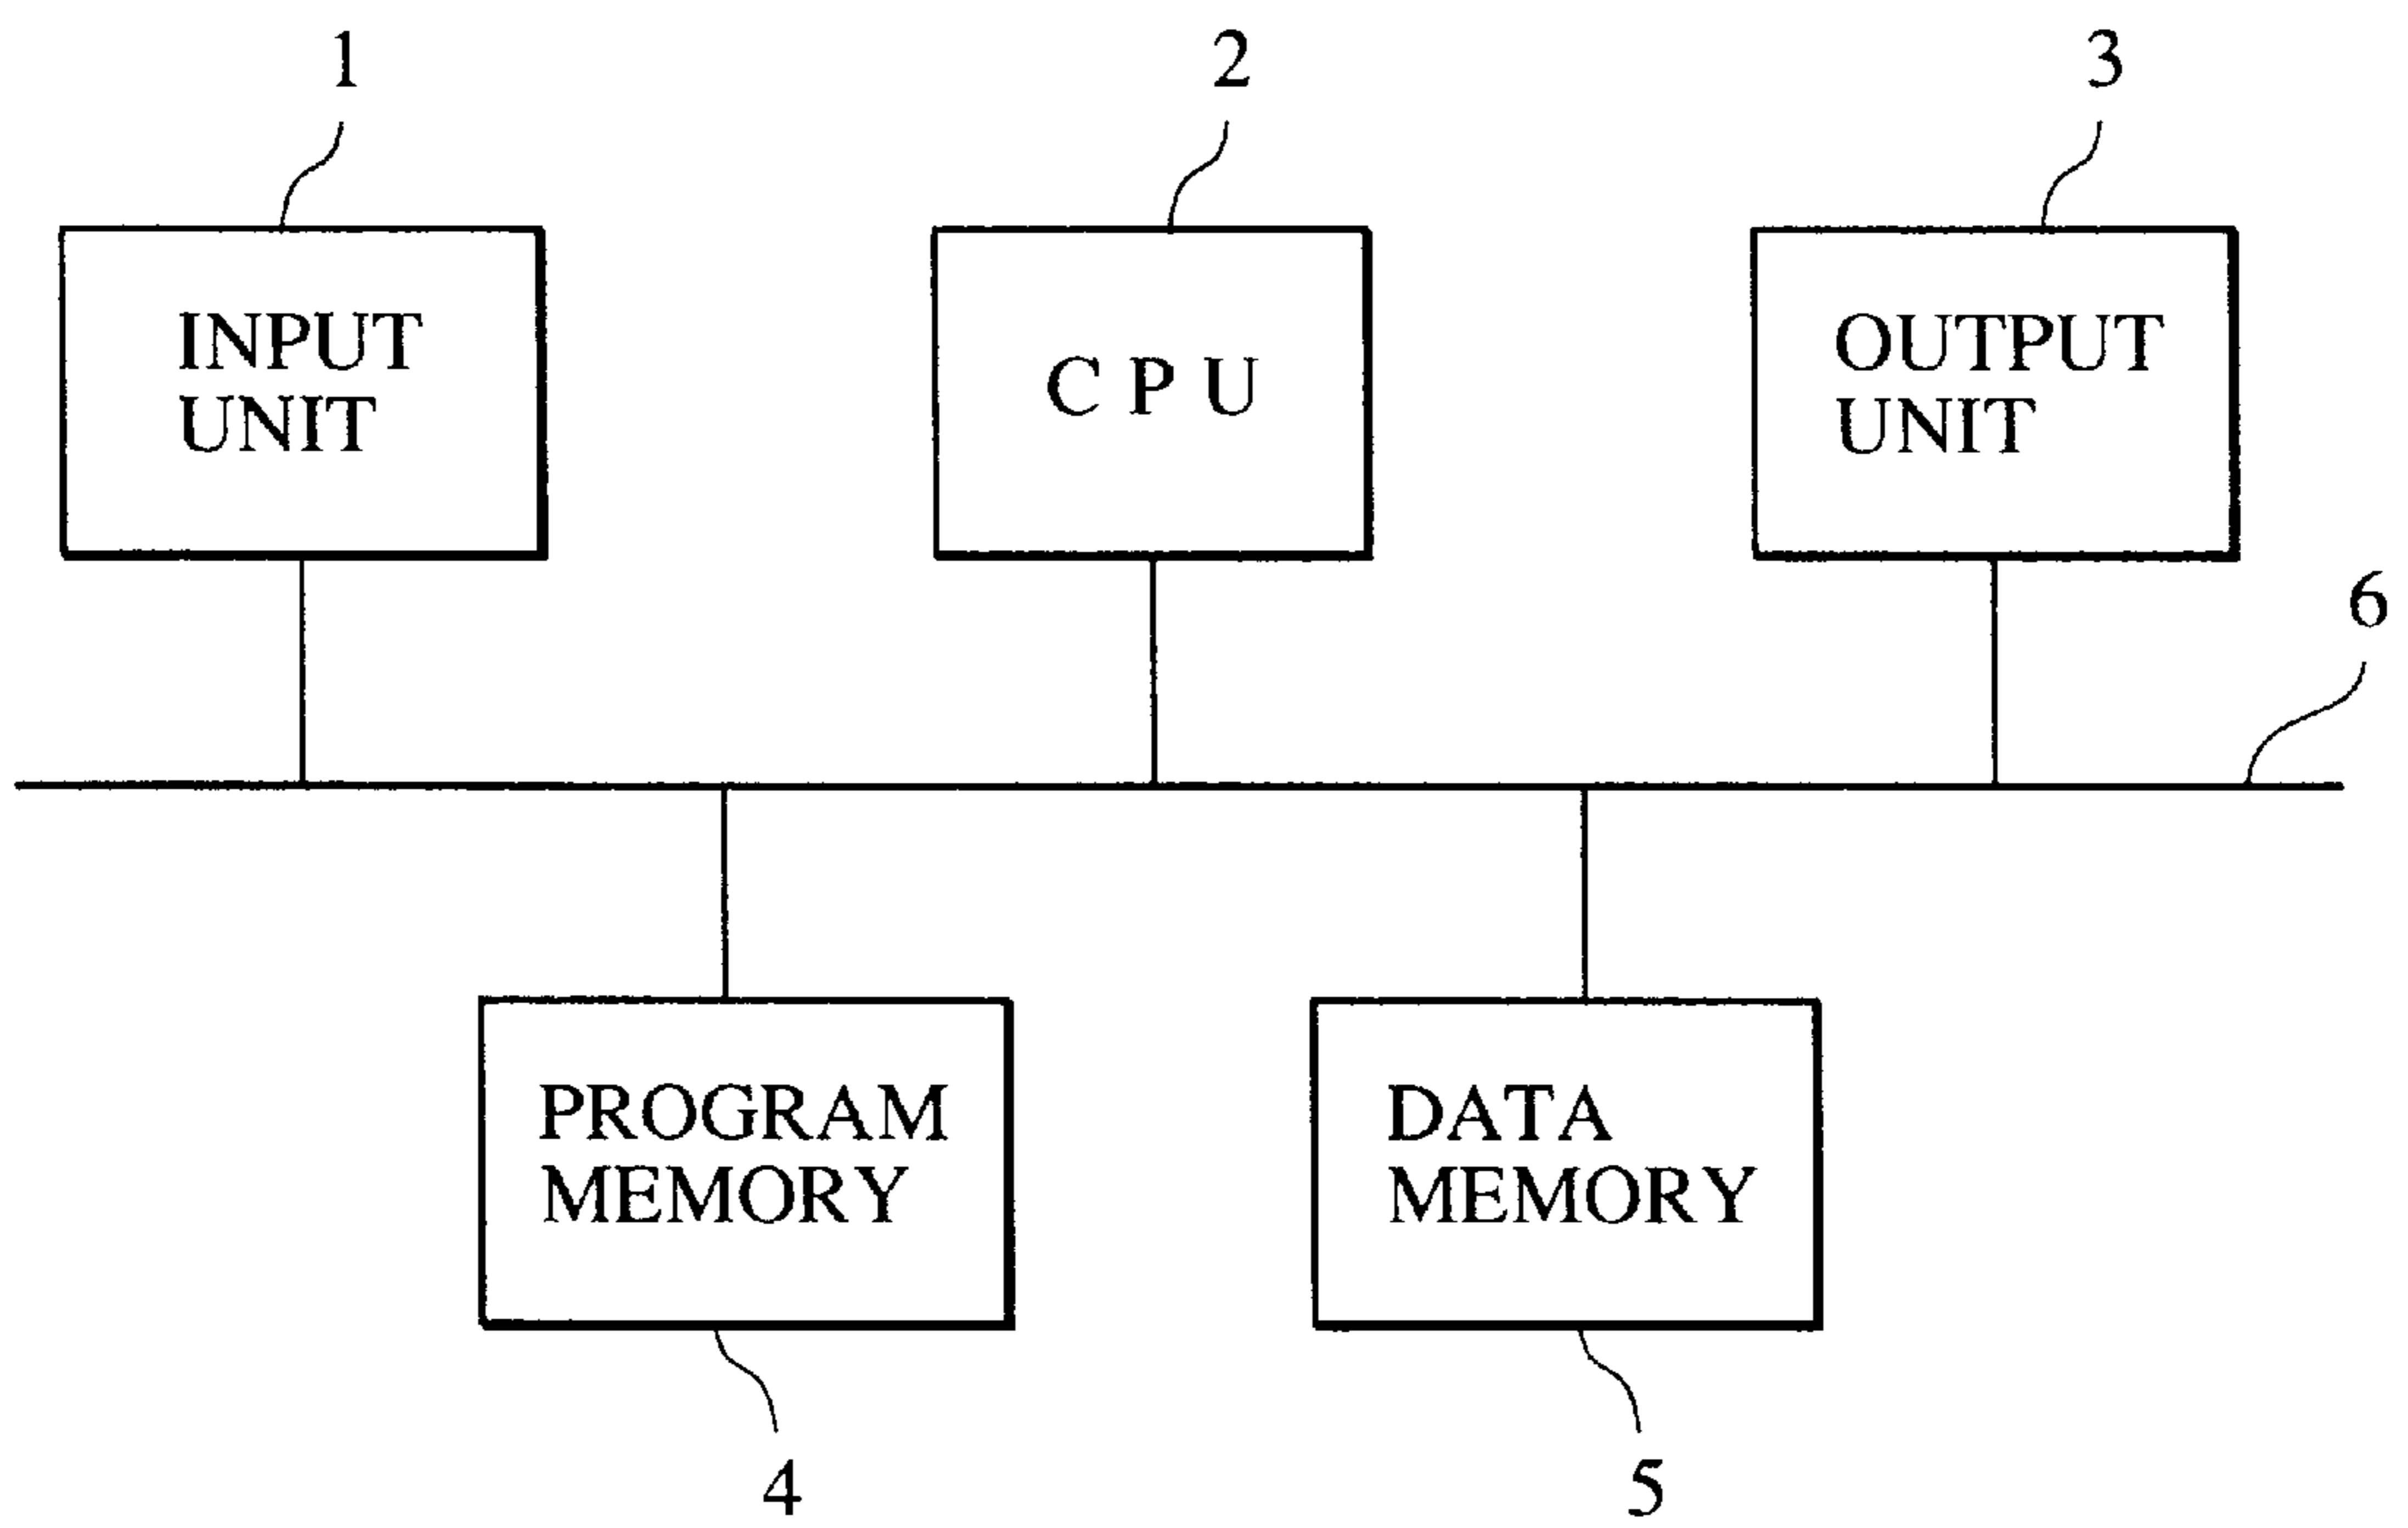 1
2
3
INPUT
UNIT
C P U
OUTPUT
UNIT
6
PROGRAM
MEMORY
DATA
MEMORY
4
5